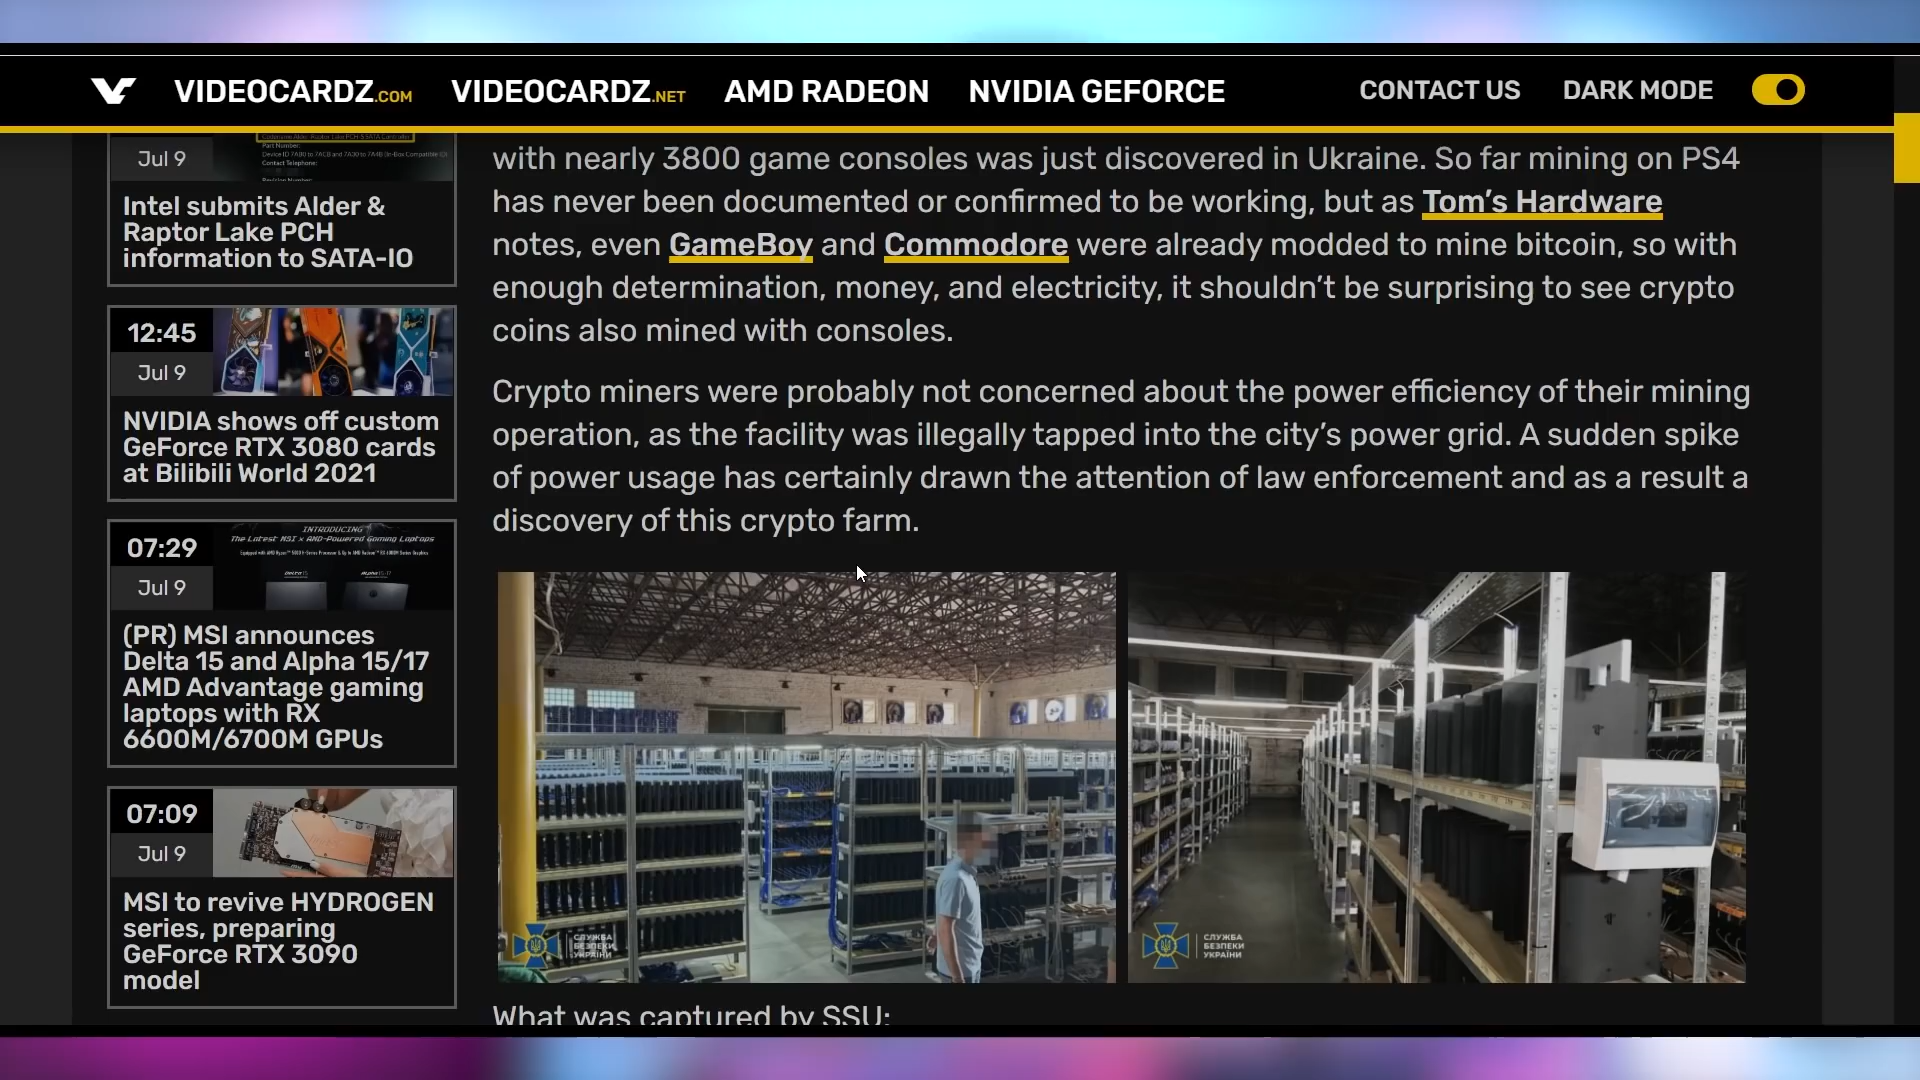 VIDEOCARDZ.COM VIDEOCARDZ.NET AMD RADEON NVIDIA GEFORCE CONTACT US DARK MODE
Jul 9
Intel submits Alder &
Raptor Lake PCH
information to SATA-IO
12:45
Jul 9
NVIDIA shows off custom
GeForce RTX 3080 cards
at Bilibili World 2021
07:29
Jul 9
INTRODUCING
The Latest MSI x AMD-Powered Gaming Laptops
(PR) MSI announces
Delta 15 and Alpha 15/17
AMD Advantage gaming
laptops with RX
6600M/6700M GPUs
07:09
Jul 9
MSI to revive HYDROGEN
series, preparing
GeForce RTX 3090
model
with nearly 3800 game consoles was just discovered in Ukraine. So far mining on PS4
has never been documented or confirmed to be working, but as Tom’s Hardware
notes, even GameBoy and Commodore were already modded to mine bitcoin, so with
enough determination, money, and electricity, it shouldn’t be surprising to see crypto
coins also mined with consoles.
Crypto miners were probably not concerned about the power efficiency of their mining
operation, as the facility was illegally tapped into the city’s power grid. A sudden spike
of power usage has certainly drawn the attention of law enforcement and as a result a
discovery of this crypto farm.
СЛУЖБА
БЕЗПЕКИ
УКРАЇНИ
СЛУЖБА
БЕЗПЕКИ
УКРАЇНИ
What was captured by SSU: